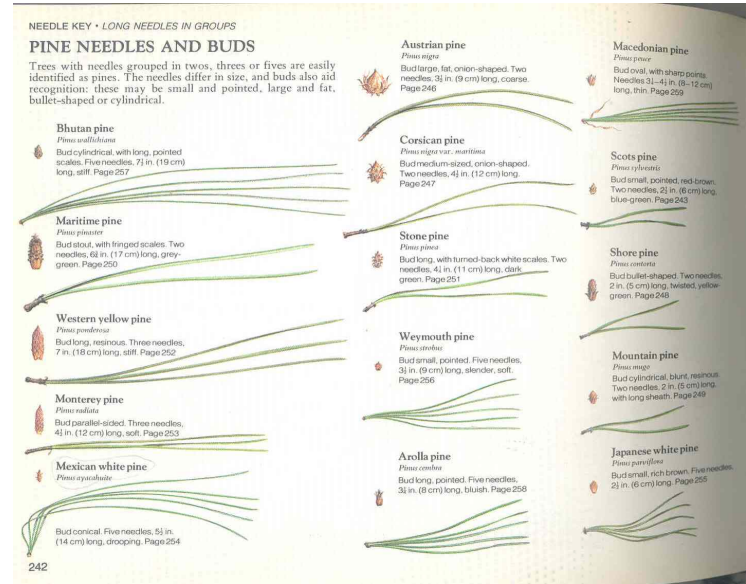 NEEDLE KEY • LONG NEEDLES IN GROUPS
PINE NEEDLES AND BUDS
Trees with needles grouped in twos, threes or fives are easily
identified as pines. The needles differ in size, and buds also aid
recognition: these may be small and pointed, large and fat,
bullet-shaped or cylindrical.
Bhutan pine
Pinus wallichiana
Bud cylindrical, with long, pointed
scales. Five needles, 7½ in. (19 cm)
long, stiff. Page 257
Maritime pine
Pinus pinaster
Bud stout, with fringed scales. Two
needles, 6¾ in. (17 cm) long, grey-
green. Page 250
Western yellow pine
Pinus ponderosa
Bud long, resinous. Three needles,
7 in. (18 cm) long, stiff. Page 252
Monterey pine
Pinus radiata
Bud parallel-sided. Three needles,
4¾ in. (12 cm) long, soft. Page 253
Mexican white pine
Pinus ayacahuite
Bud conical. Five needles, 5½ in.
(14 cm) long, drooping. Page 254
242
Austrian pine
Pinus nigra
Bud large, fat, onion-shaped. Two
needles, 3½ in. (9 cm) long, coarse.
Page 246
Corsican pine
Pinus nigra var. maritima
Bud medium-sized, onion-shaped.
Two needles, 4¾ in. (12 cm) long.
Page 247
Stone pine
Pinus pinea
Bud long, with turned-back white scales. Two
needles, 4¼ in. (11 cm) long, dark
green. Page 251
Weymouth pine
Pinus strobus
Bud small, pointed. Five needles,
3½ in. (9 cm) long, slender, soft.
Page 256
Arolla pine
Pinus cembra
Bud long, pointed. Five needles,
3¼ in. (8 cm) long, bluish. Page 258
Macedonian pine
Pinus peuce
Bud oval, with sharp points.
Needles 3¼–4¾ in. (8–12 cm)
long, thin. Page 259
Scots pine
Pinus sylvestris
Bud small, pointed, red-brown.
Two needles, 2½ in. (6 cm) long,
blue-green. Page 243
Shore pine
Pinus contorta
Bud bullet-shaped. Two needles,
2 in. (5 cm) long, twisted, yellow-
green. Page 248
Mountain pine
Pinus mugo
Bud cylindrical, blunt, resinous.
Two needles, 2 in. (5 cm) long,
with long sheath. Page 249
Japanese white pine
Pinus parviflora
Bud small, rich brown. Five needles,
2½ in. (6 cm) long. Page 255